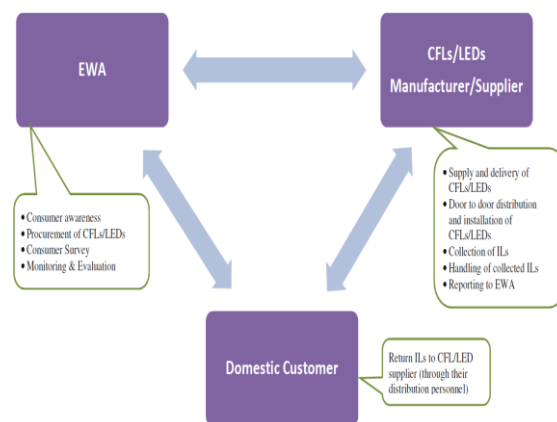 EWA
CFLs/LEDs
Manufacturer/Supplier
• Consumer awareness
• Procurement of CFLs/LEDs
• Consumer Survey
• Monitoring & Evaluation
• Supply and delivery of
CFLs/LEDs
• Door to door distribution
and installation of
CFLs/LEDs
• Collection of ILs
• Handling of collected ILs
• Reporting to EWA
Domestic Customer
Return ILs to CFL/LED
supplier (through their
distribution personnel)